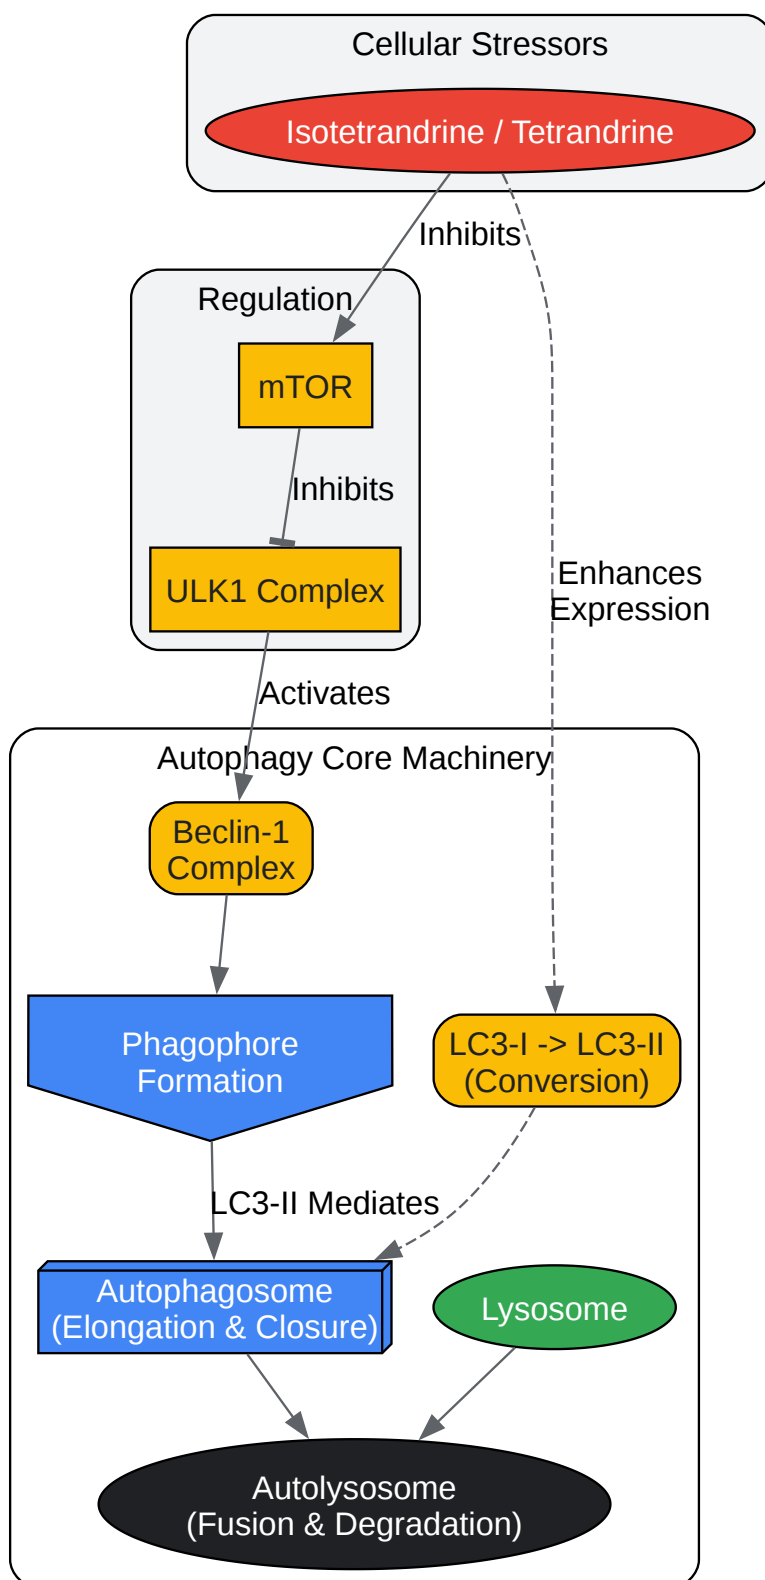 Cellular Stressors
Isotetrandrine / Tetrandrine
Inhibits
Regulation
mTOR
Inhibits
ULK1 Complex
Enhances
Expression
Activates
Autophagy Core Machinery
Beclin-1
Complex
Phagophore
Formation
LC3-I -> LC3-II
(Conversion)
LC3-II Mediates
Autophagosome
(Elongation & Closure)
Lysosome
Autolysosome
(Fusion & Degradation)